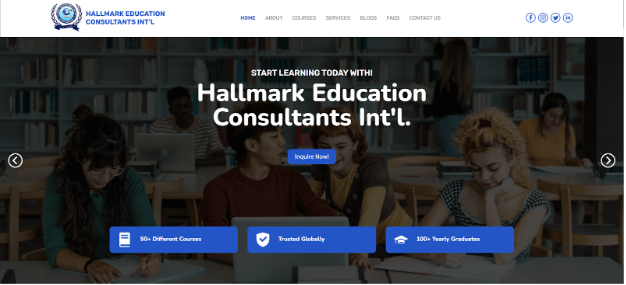 HALLMARK EDUCATION
CONSULTANTS INT'L
HOME ABOUT COURSES SERVICES BLOGS FAQS CONTACT US
START LEARNING TODAY WITH!
Hallmark Education
Consultants Int'l.
Inquire Now!
50+ Different Courses
Trusted Globally
100+ Yearly Graduates